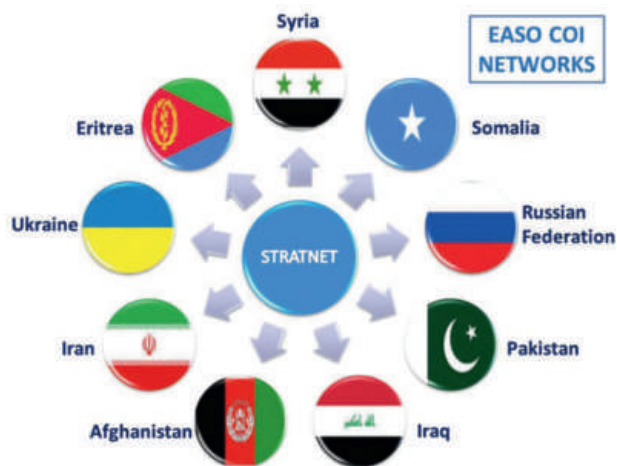 Syria
EASO COI
NETWORKS
Eritrea
Somalia
Ukraine
STRATNET
Russian
Federation
Iran
Pakistan
Afghanistan
Iraq